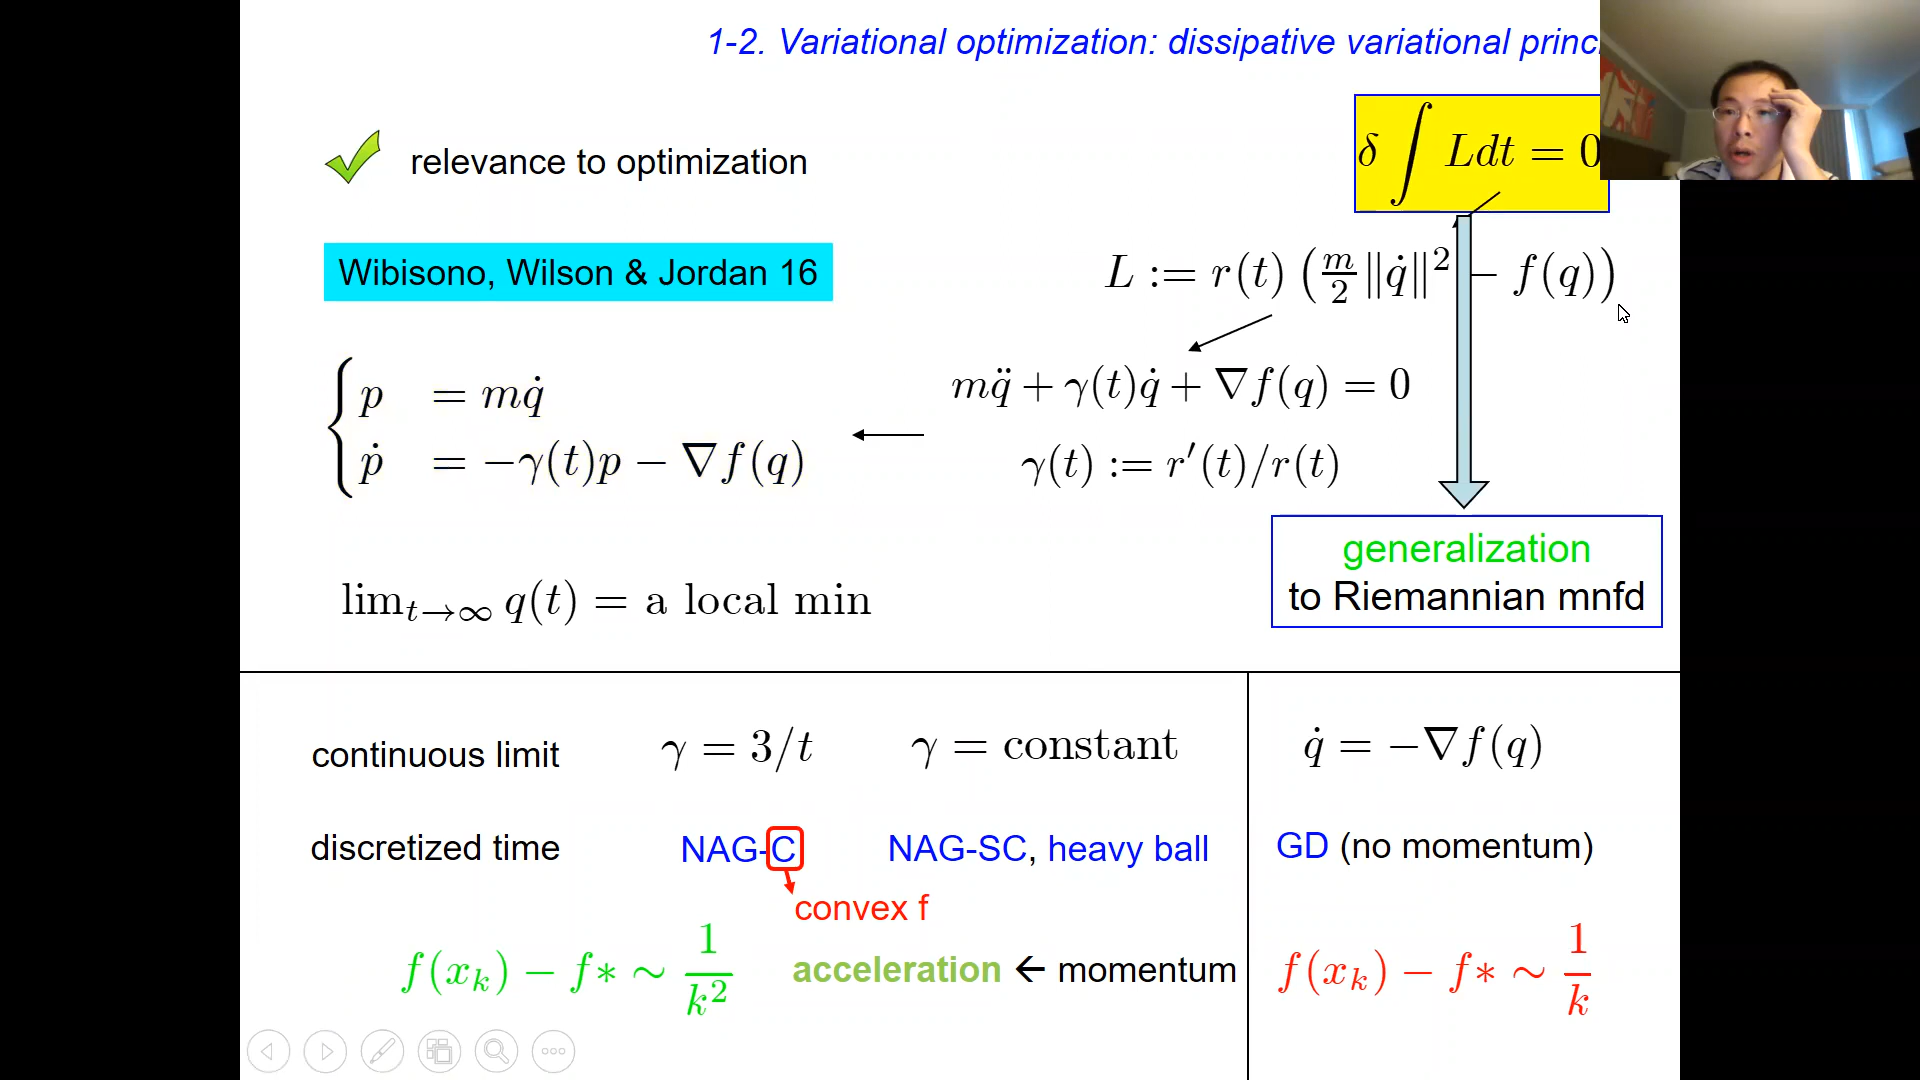 1-2. Variational optimization: dissipative variational
δ ∫ Ldt = 0
relevance to optimization
Wibisono, Wilson & Jordan 16
L := r(t) (m/2 ‖q̇‖² − f(q))
{ p = mq̇
ṗ = −γ(t)p − ∇f(q)
mq̈ + γ(t)q̇ + ∇f(q) = 0
γ(t) := r′(t)/r(t)
generalization
to Riemannian mnfd
lim_{t→∞} q(t) = a local min
continuous limit γ = 3/t γ = constant q̇ = −∇f(q)
discretized time NAG-C NAG-SC, heavy ball GD (no momentum)
convex f
f(x_k) − f* ∼ 1/k² acceleration ← momentum f(x_k) − f* ∼ 1/k